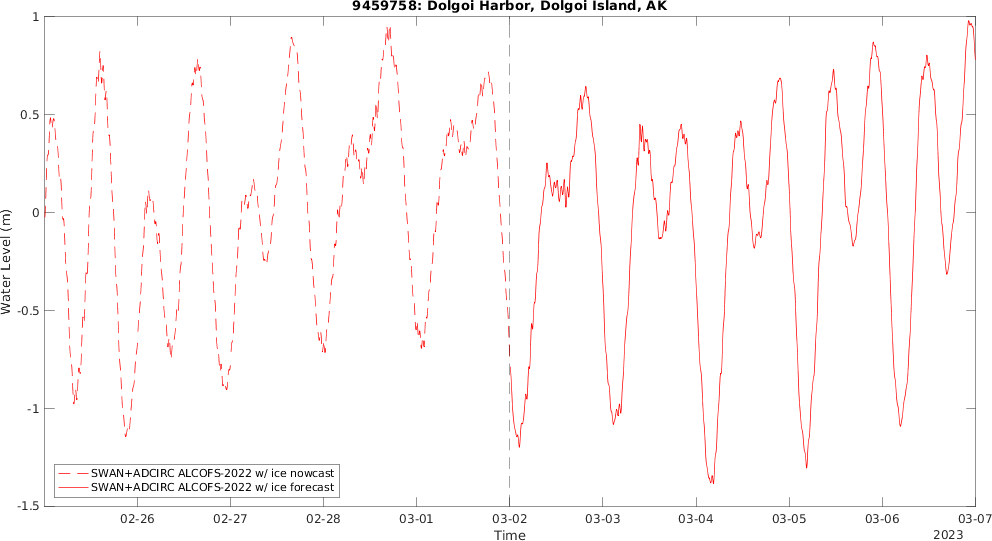 9459758: Dolgoi Harbor, Dolgoi Island, AK
1
0.5
0
-0.5
-1
-1.5
Water Level (m)
SWAN+ADCIRC ALCOFS-2022 w/ ice nowcast
SWAN+ADCIRC ALCOFS-2022 w/ ice forecast
02-26 02-27 02-28 03-01 03-02 03-03 03-04 03-05 03-06 03-07
Time
2023